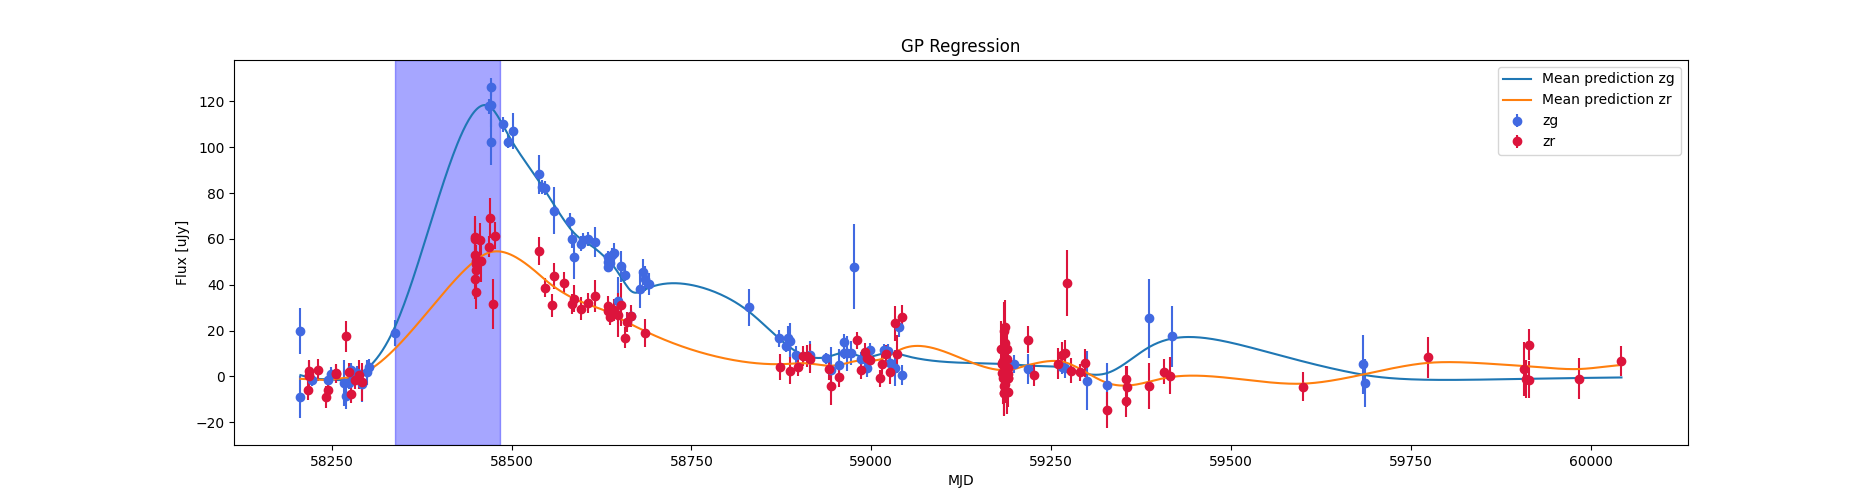 GP Regression
Mean prediction zg
Mean prediction zr
zg
zr
Flux [uJy]
120
100
80
60
40
20
0
−20
58250 58500 58750 59000 59250 59500 59750 60000
MJD